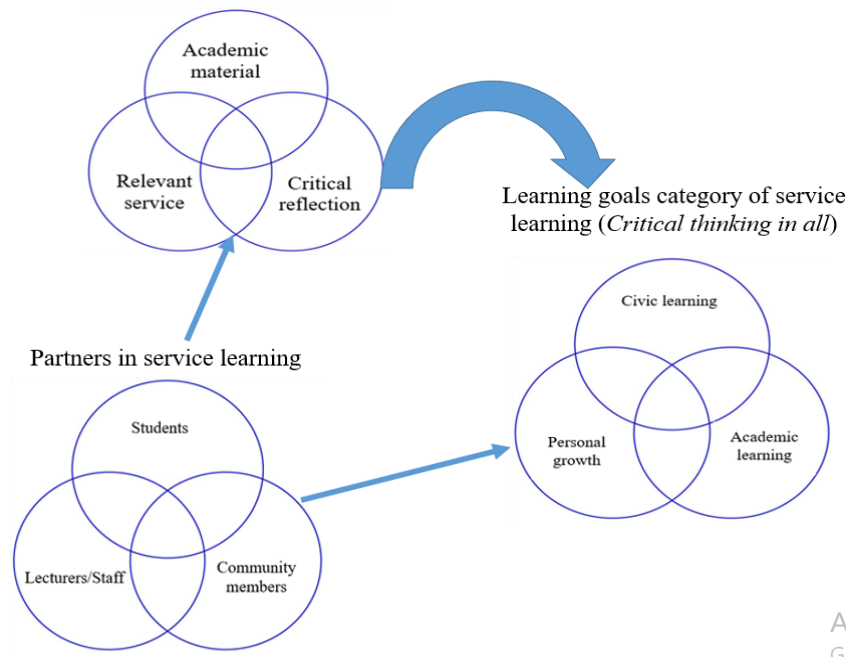 Academic
material
Relevant
service
Critical
reflection
Learning goals category of service
learning (Critical thinking in all)
Civic learning
Personal
growth
Academic
learning
Partners in service learning
Students
Lecturers/Staff
Community
members